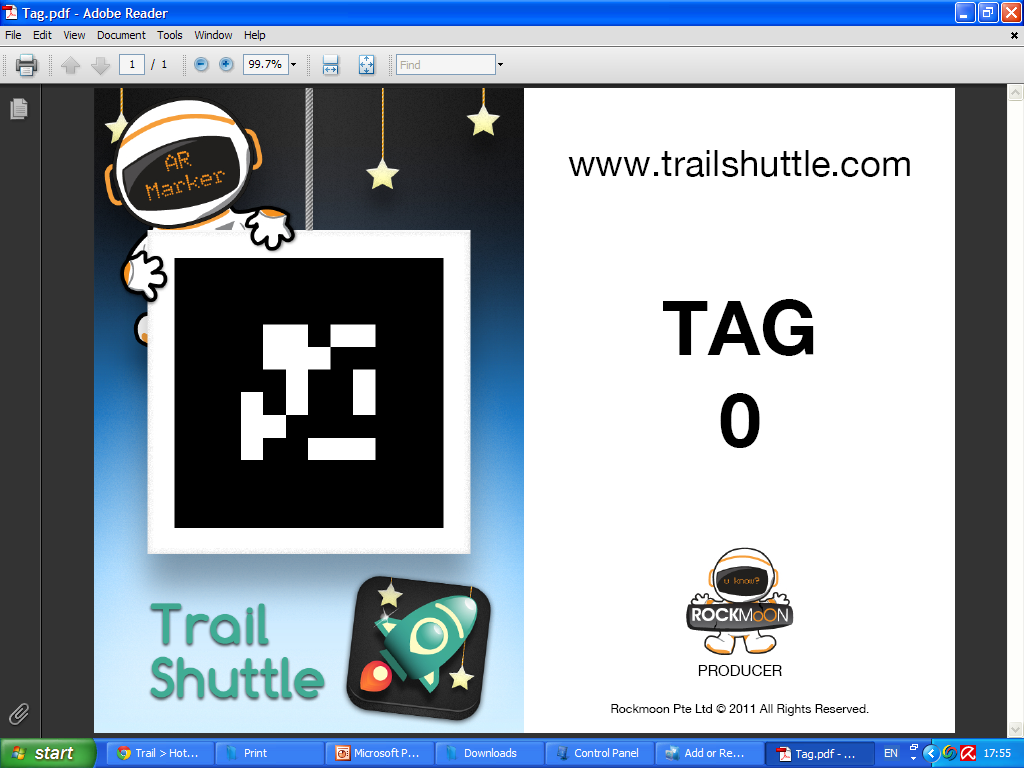 Tag.pdf - Adobe Reader
File Edit View Document Tools Window Help
1 / 1 99.7% Find
AR
Marker
www.trailshuttle.com
TAG
0
Trail
Shuttle
u know?
ROCKMOON
PRODUCER
Rockmoon Pte Ltd © 2011 All Rights Reserved.
start Trail > Hot... Print Microsoft P... Downloads Control Panel Add or Re... Tag.pdf - ... EN 17:55